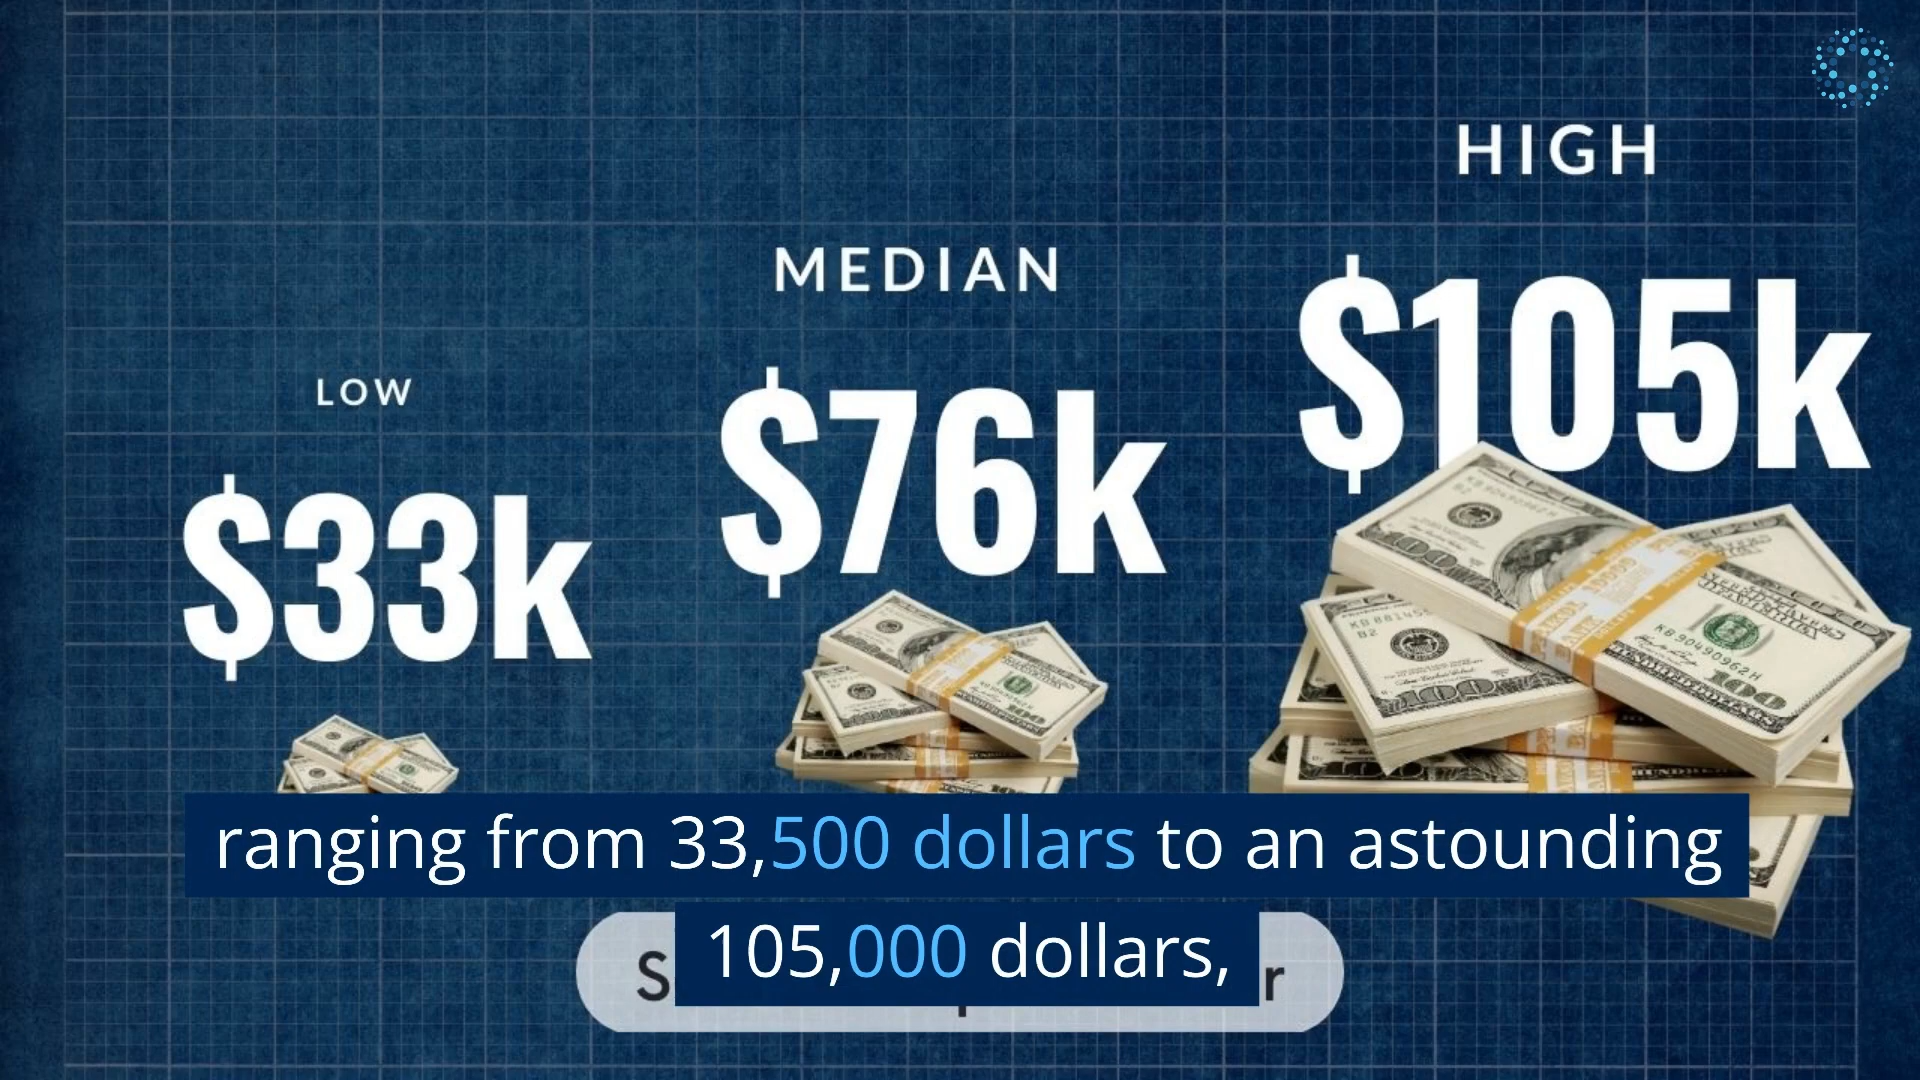 HIGH
MEDIAN
$105k
LOW
$76k
$33k
ranging from 33,500 dollars to an astounding
105,000 dollars,